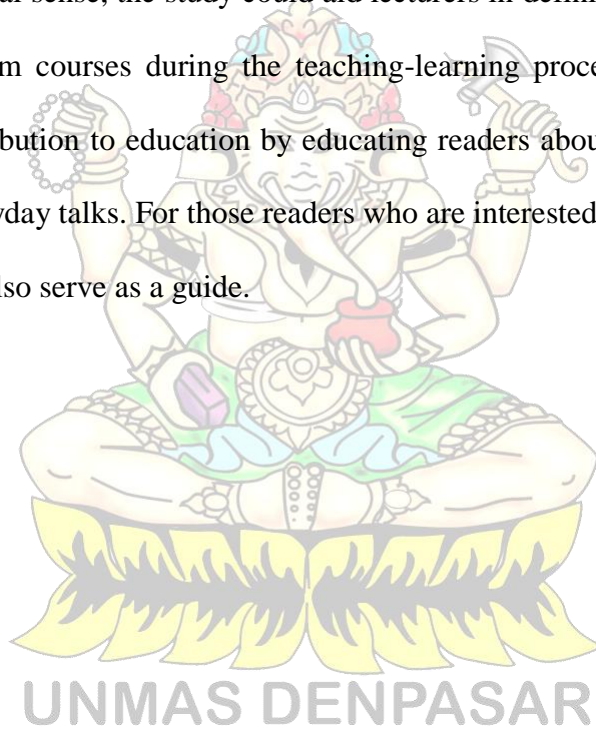 al sense, the study could aid lecturers in defin
m courses during the teaching-learning proce
bution to education by educating readers abou
yday talks. For those readers who are interested
lso serve as a guide.
UNMAS DENPASAR